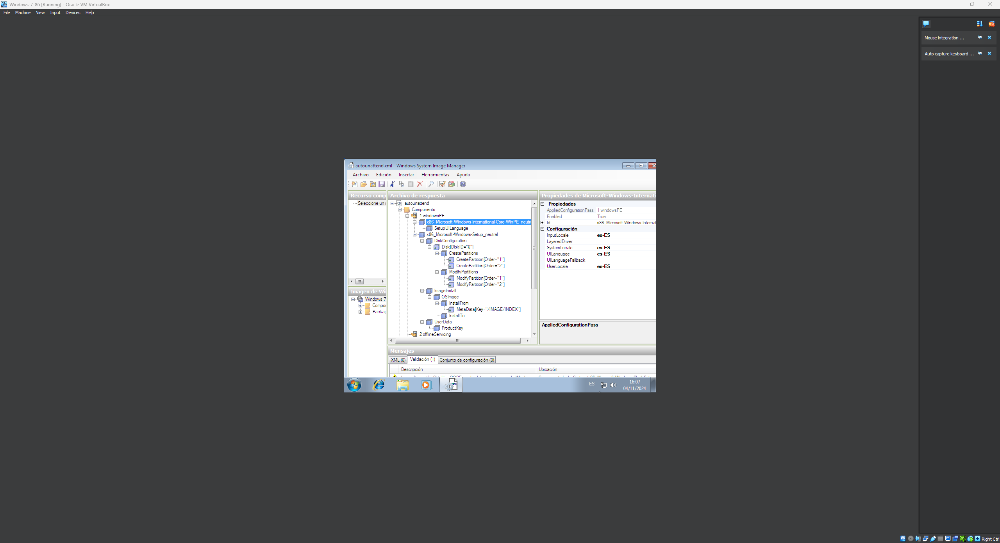 Windows-7-86 [Running] - Oracle VM VirtualBox
File Machine View Input Devices Help
Mouse integration ...
Auto capture keyboard ...
autounattend.xml - Windows System Image Manager
Archivo Edición Insertar Herramientas Ayuda
Recurso comp
Seleccione un
Imagen de Wi
Windows 7
Compo
Packag
Archivo de respuesta
autounattend
Components
1 windowsPE
x86_Microsoft-Windows-International-Core-WinPE_neutr
SetupUILanguage
x86_Microsoft-Windows-Setup_neutral
DiskConfiguration
Disk[DiskID="0"]
CreatePartitions
CreatePartition[Order="1"]
CreatePartition[Order="2"]
ModifyPartitions
ModifyPartition[Order="1"]
ModifyPartition[Order="2"]
ImageInstall
OSImage
InstallFrom
MetaData[Key="/IMAGE/INDEX"]
InstallTo
UserData
ProductKey
2 offlineServicing
Propiedades de Microsoft-Windows-Internati
Propiedades
AppliedConfigurationPass 1 windowsPE
Enabled True
Id x86_Microsoft-Windows-Internat
Configuración
InputLocale es-ES
LayeredDriver
SystemLocale es-ES
UILanguage es-ES
UILanguageFallback
UserLocale es-ES
AppliedConfigurationPass
Mensajes
XML (0) Validación (1) Conjunto de configuración (0)
Descripción Ubicación
ES
16:07
04/11/2024
Right Ctrl